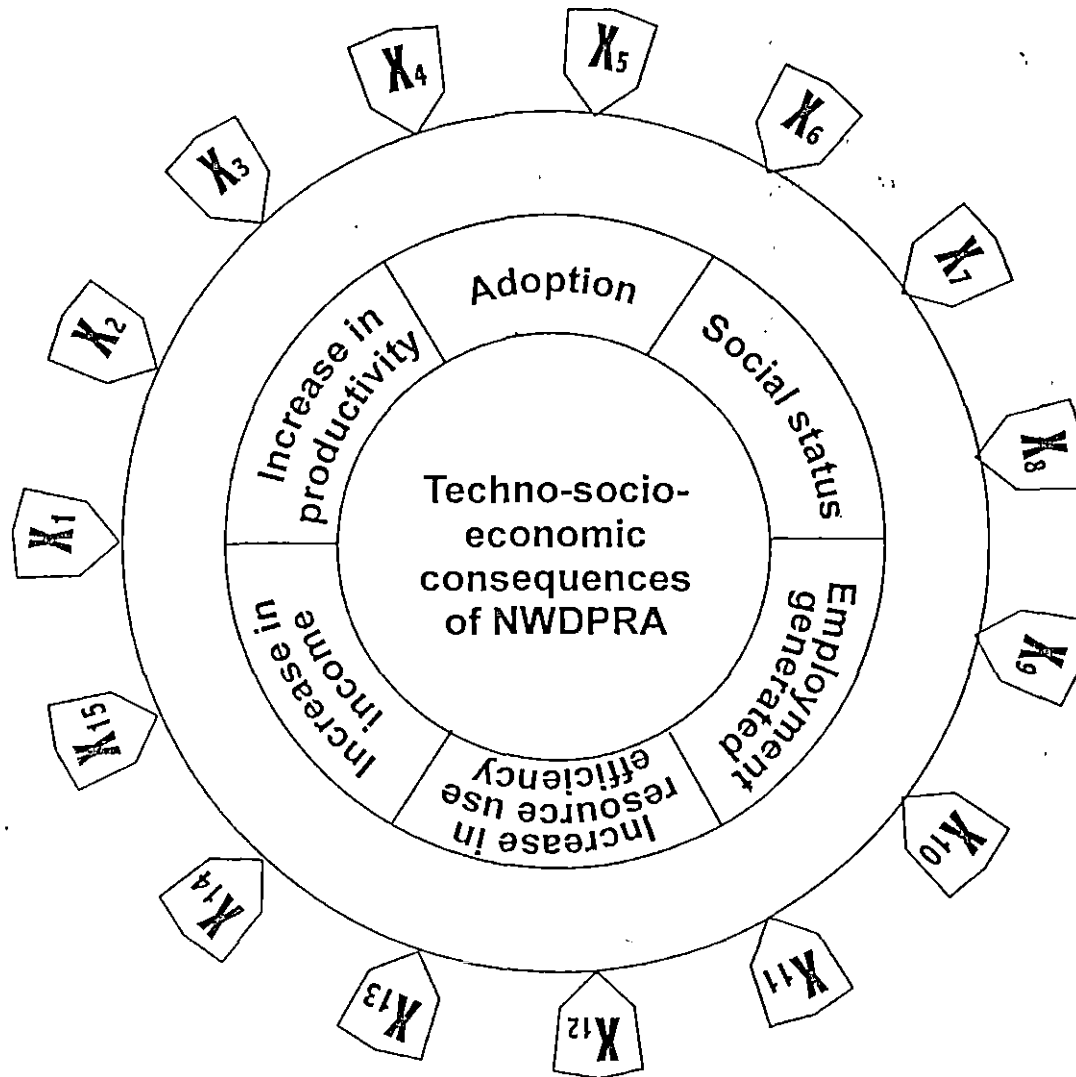 X1
X2
X3
X4
X5
X6
X7
X8
X9
X10
X11
X12
X13
X14
X15
Adoption
Social status
Employment
generated
Increase in
resource use
efficiency
Increase in
income
Increase in
productivity
Techno-socio-
economic
consequences
of NWDPRA